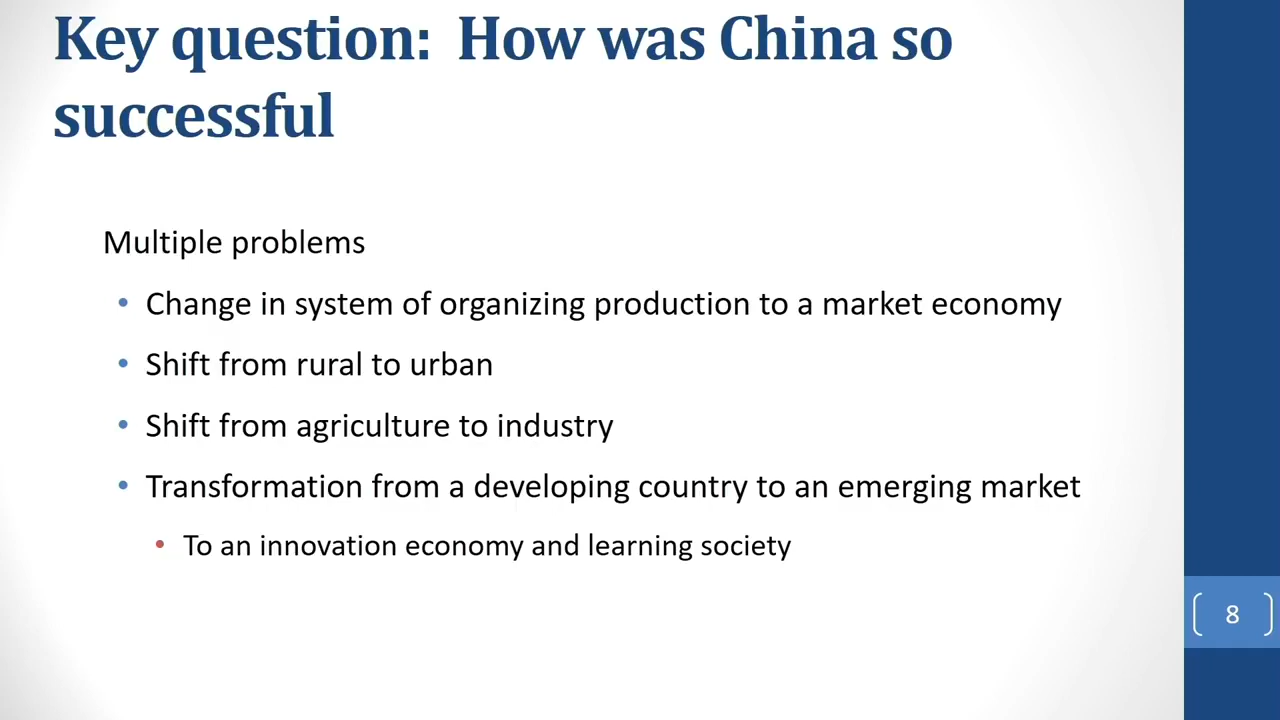 Key question:  How was China so
successful
Multiple problems
• Change in system of organizing production to a market economy
• Shift from rural to urban
• Shift from agriculture to industry
• Transformation from a developing country to an emerging market
• To an innovation economy and learning society
8